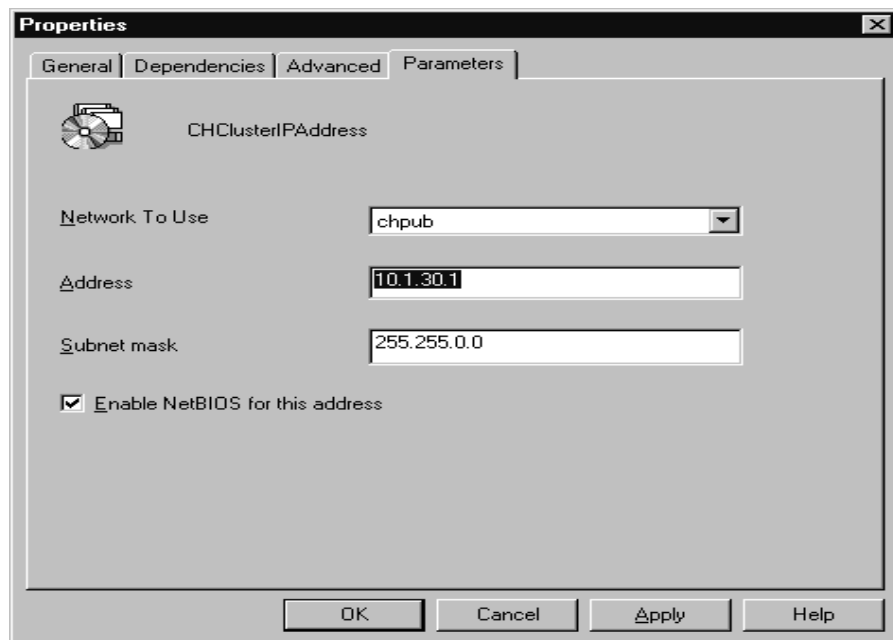 Properties
General Dependencies Advanced Parameters
CHClusterIPAddress
Network To Use chpub
Address 10.1.30.1
Subnet mask 255.255.0.0
Enable NetBIOS for this address
OK Cancel Apply Help